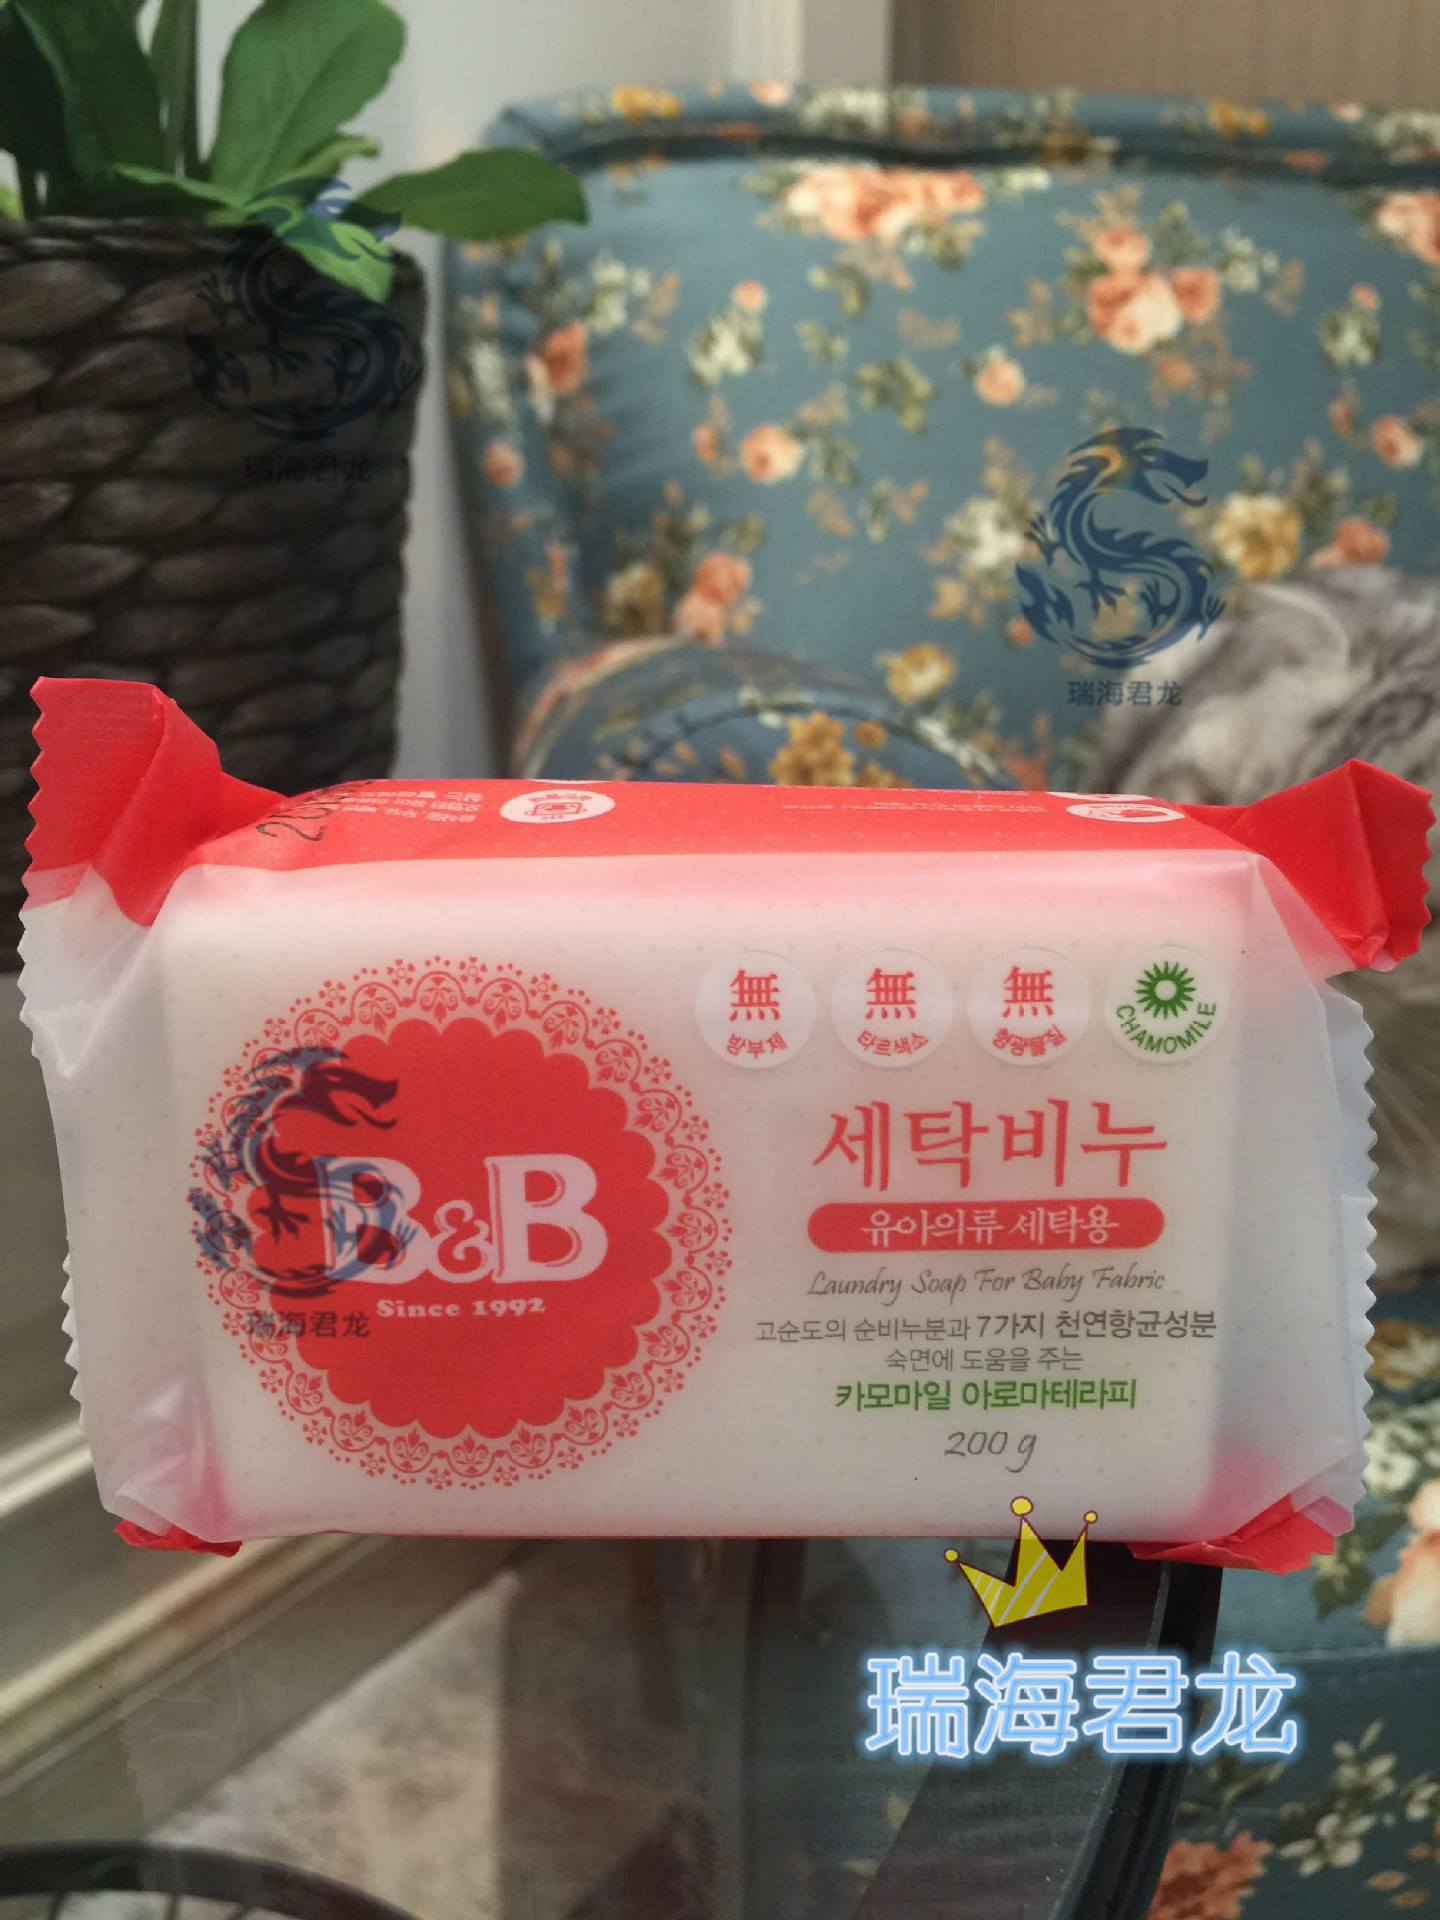 瑞海君龙
瑞海君龙
無
방부제
無
타르색소
無
형광물질
CHAMOMILE
B&B
Since 1992
瑞海君龙
세탁비누
유아의류 세탁용
Laundry Soap For Baby Fabric
고순도의 순비누분과 7가지 천연항균성분
숙면에 도움을 주는
카모마일 아로마테라피
200 g
瑞海君龙